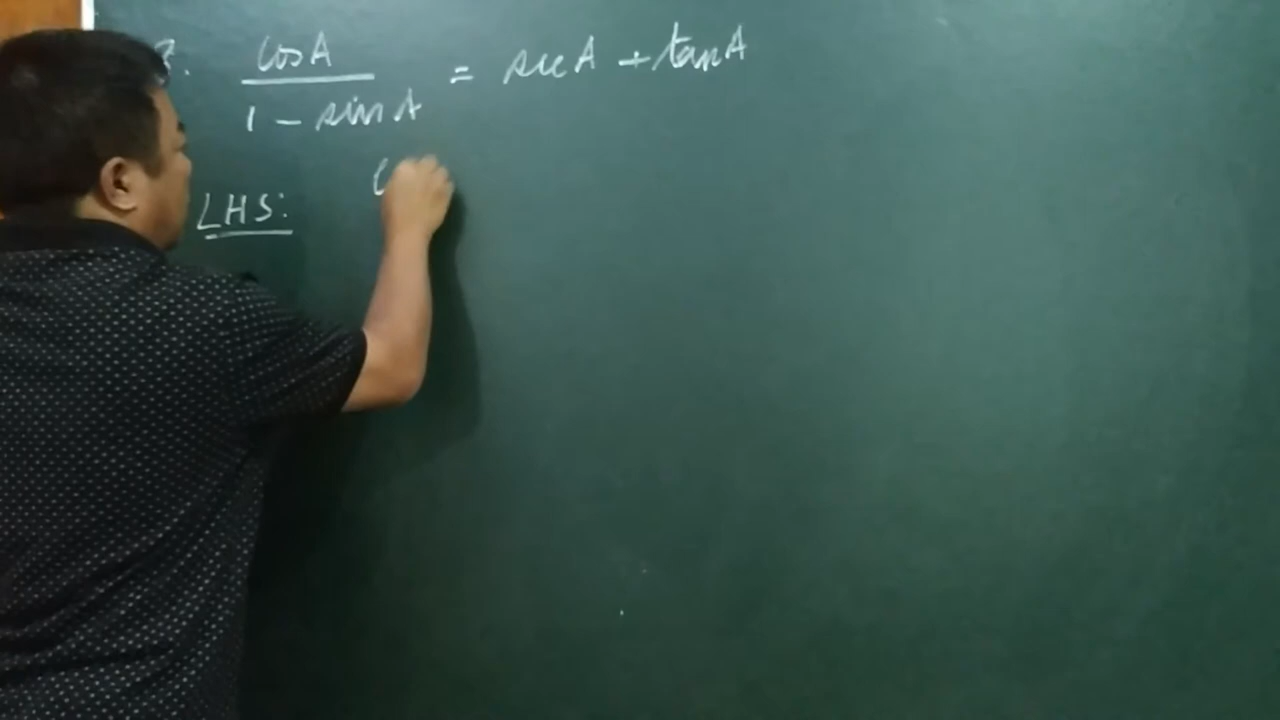 cosA
———— = secA + tanA
1 - sinA
LHS: